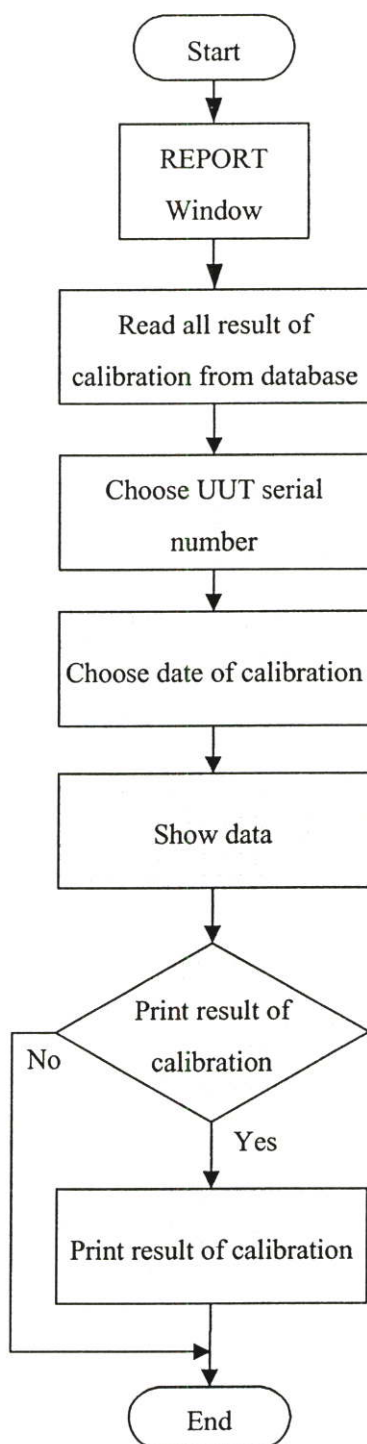 Start
REPORT
Window
Read all result of
calibration from database
Choose UUT serial
number
Choose date of calibration
Show data
Print result of
calibration
No
Yes
Print result of calibration
End